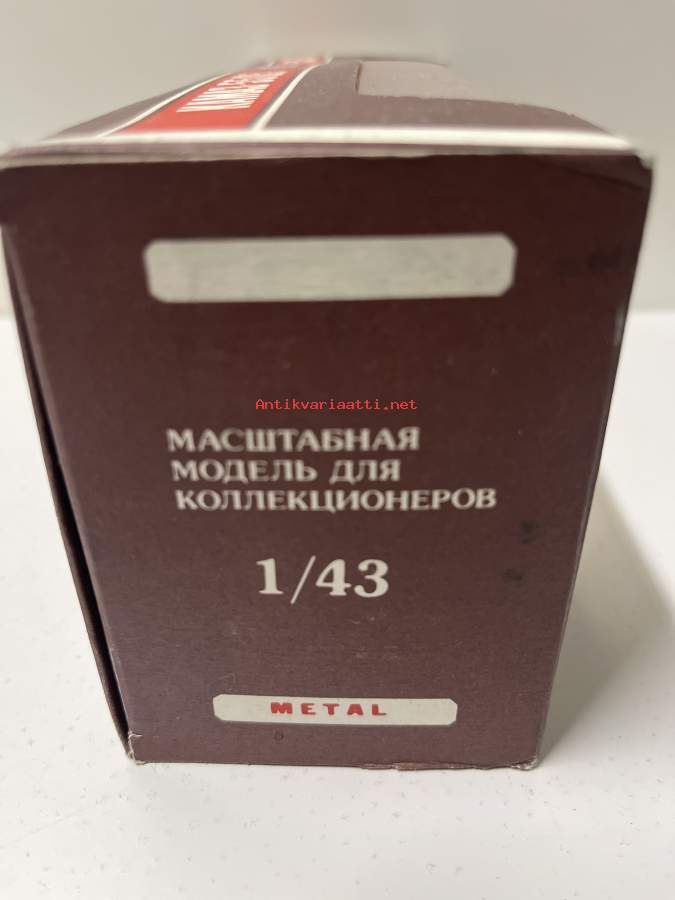 Antikvariaatti.net
МАСШТАБНАЯ
МОДЕЛЬ ДЛЯ
КОЛЛЕКЦИОНЕРОВ
1/43
METAL